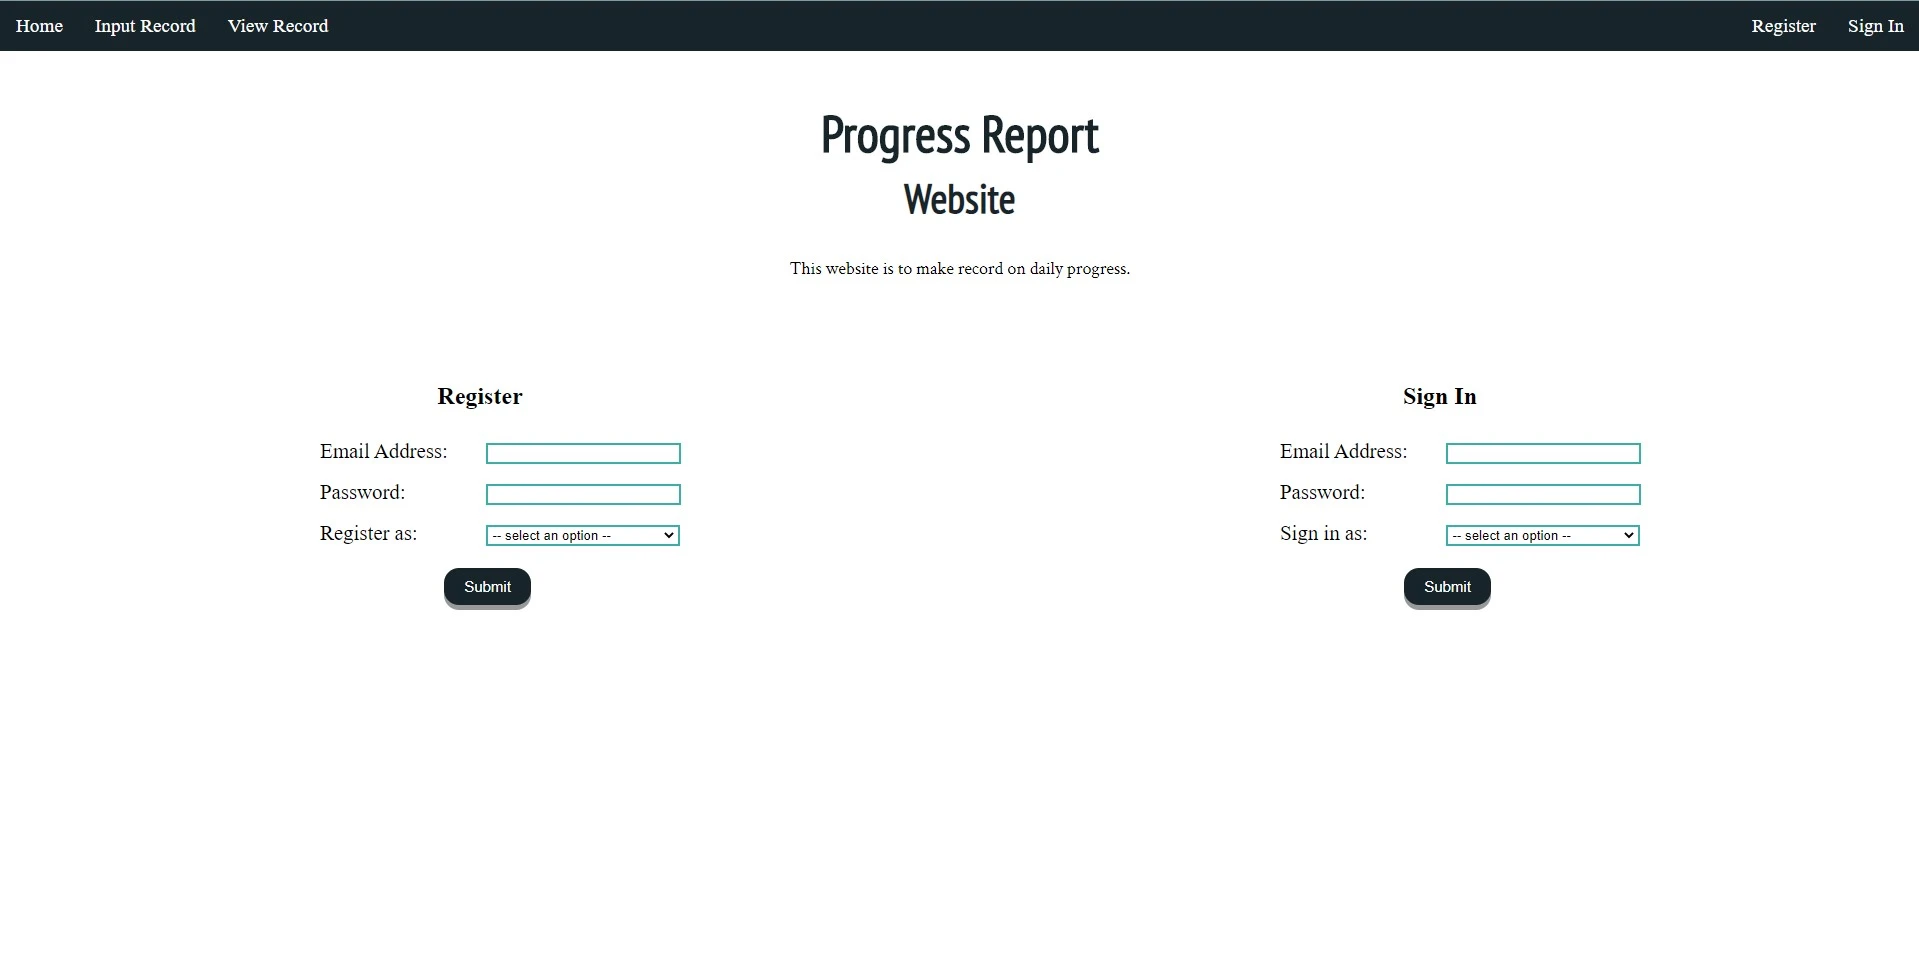 Home Input Record View Record Register Sign In
Progress Report
Website
This website is to make record on daily progress.
Register
Email Address:
Password:
Register as: -- select an option --
Submit
Sign In
Email Address:
Password:
Sign in as: -- select an option --
Submit